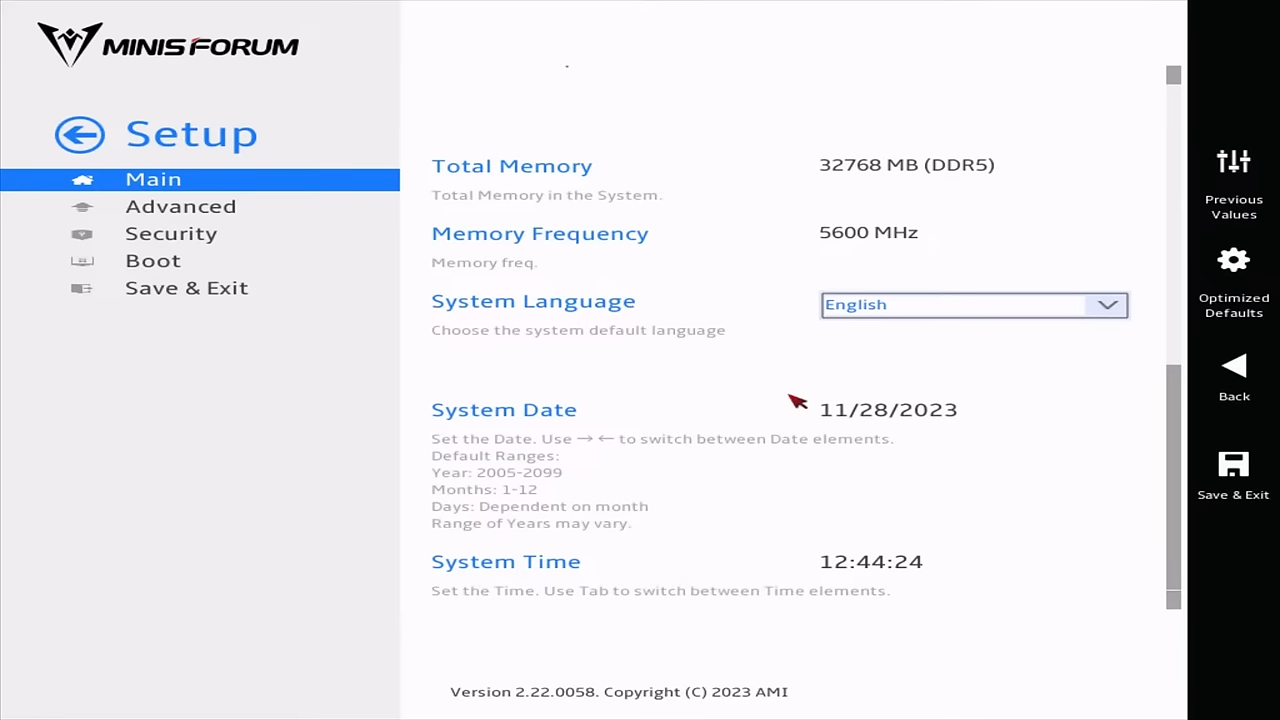 MINISFORUM
Setup
Main
Advanced
Security
Boot
Save & Exit
Total Memory 32768 MB (DDR5)
Total Memory in the System.
Memory Frequency 5600 MHz
Memory freq.
System Language English
Choose the system default language
System Date 11/28/2023
Set the Date. Use → ← to switch between Date elements.
Default Ranges:
Year: 2005-2099
Months: 1-12
Days: Dependent on month
Range of Years may vary.
System Time 12:44:24
Set the Time. Use Tab to switch between Time elements.
Version 2.22.0058. Copyright (C) 2023 AMI
Previous
Values
Optimized
Defaults
Back
Save & Exit